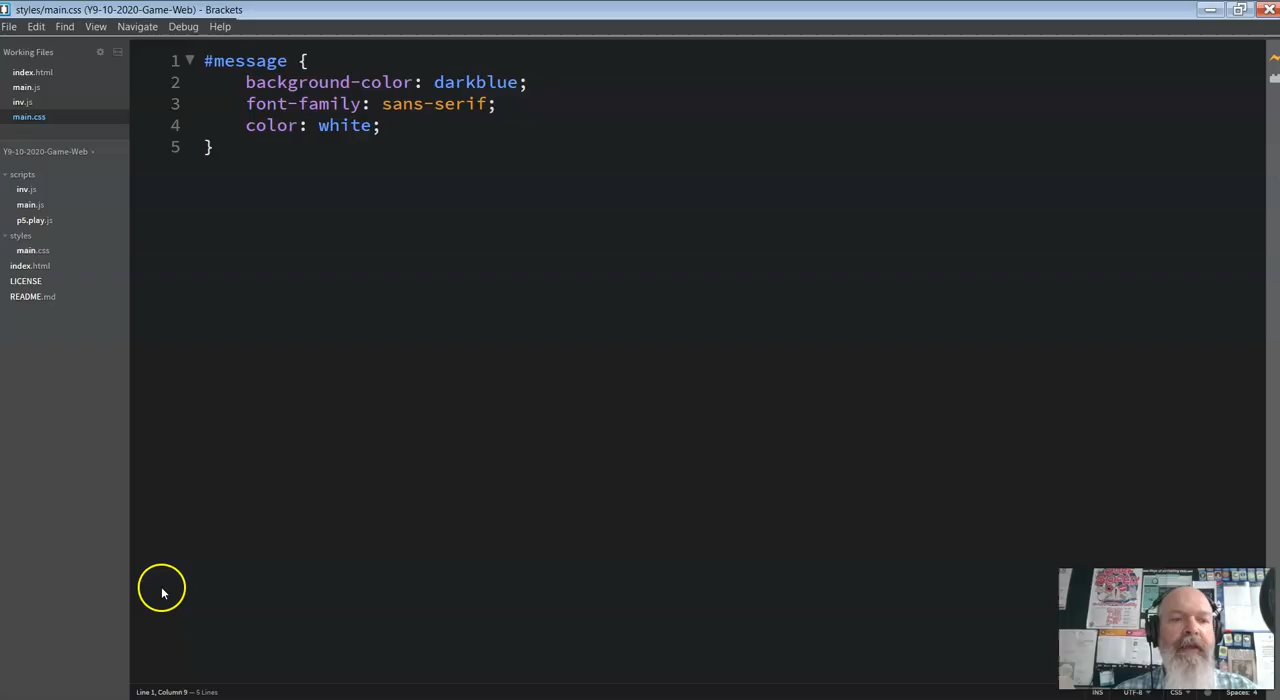 styles/main.css (Y9-10-2020-Game-Web) - Brackets
File Edit Find View Navigate Debug Help
Working Files
index.html
main.js
inv.js
main.css
Y9-10-2020-Game-Web
scripts
inv.js
main.js
p5.play.js
styles
main.css
index.html
LICENSE
README.md
1 #message {
2 background-color: darkblue;
3 font-family: sans-serif;
4 color: white;
5 }
Line 1, Column 9 — 5 Lines
INS UTF-8 CSS Spaces: 4